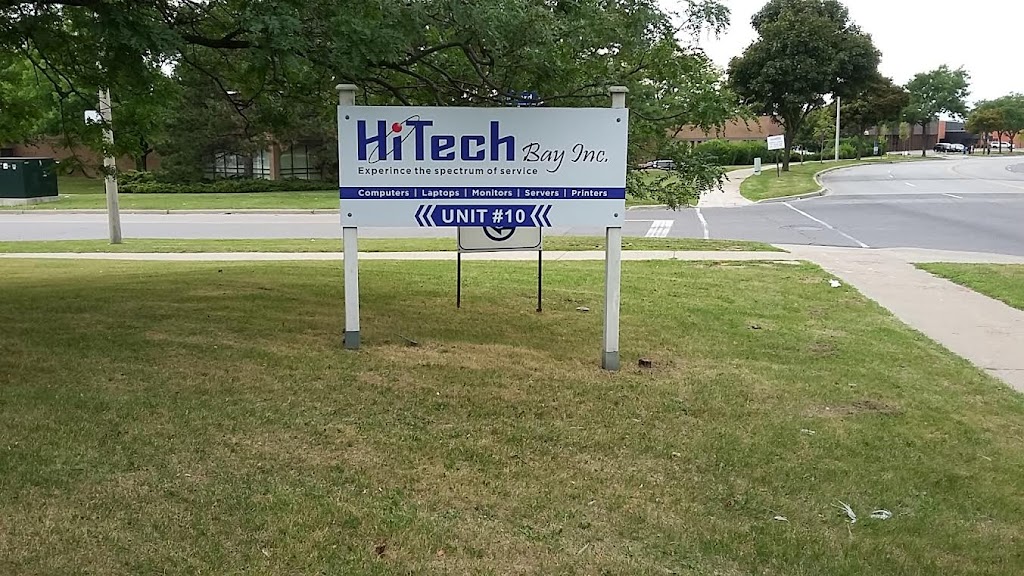 HiTech Bay Inc.
Experince the spectrum of service
Computers | Laptops | Monitors | Servers | Printers
UNIT #10